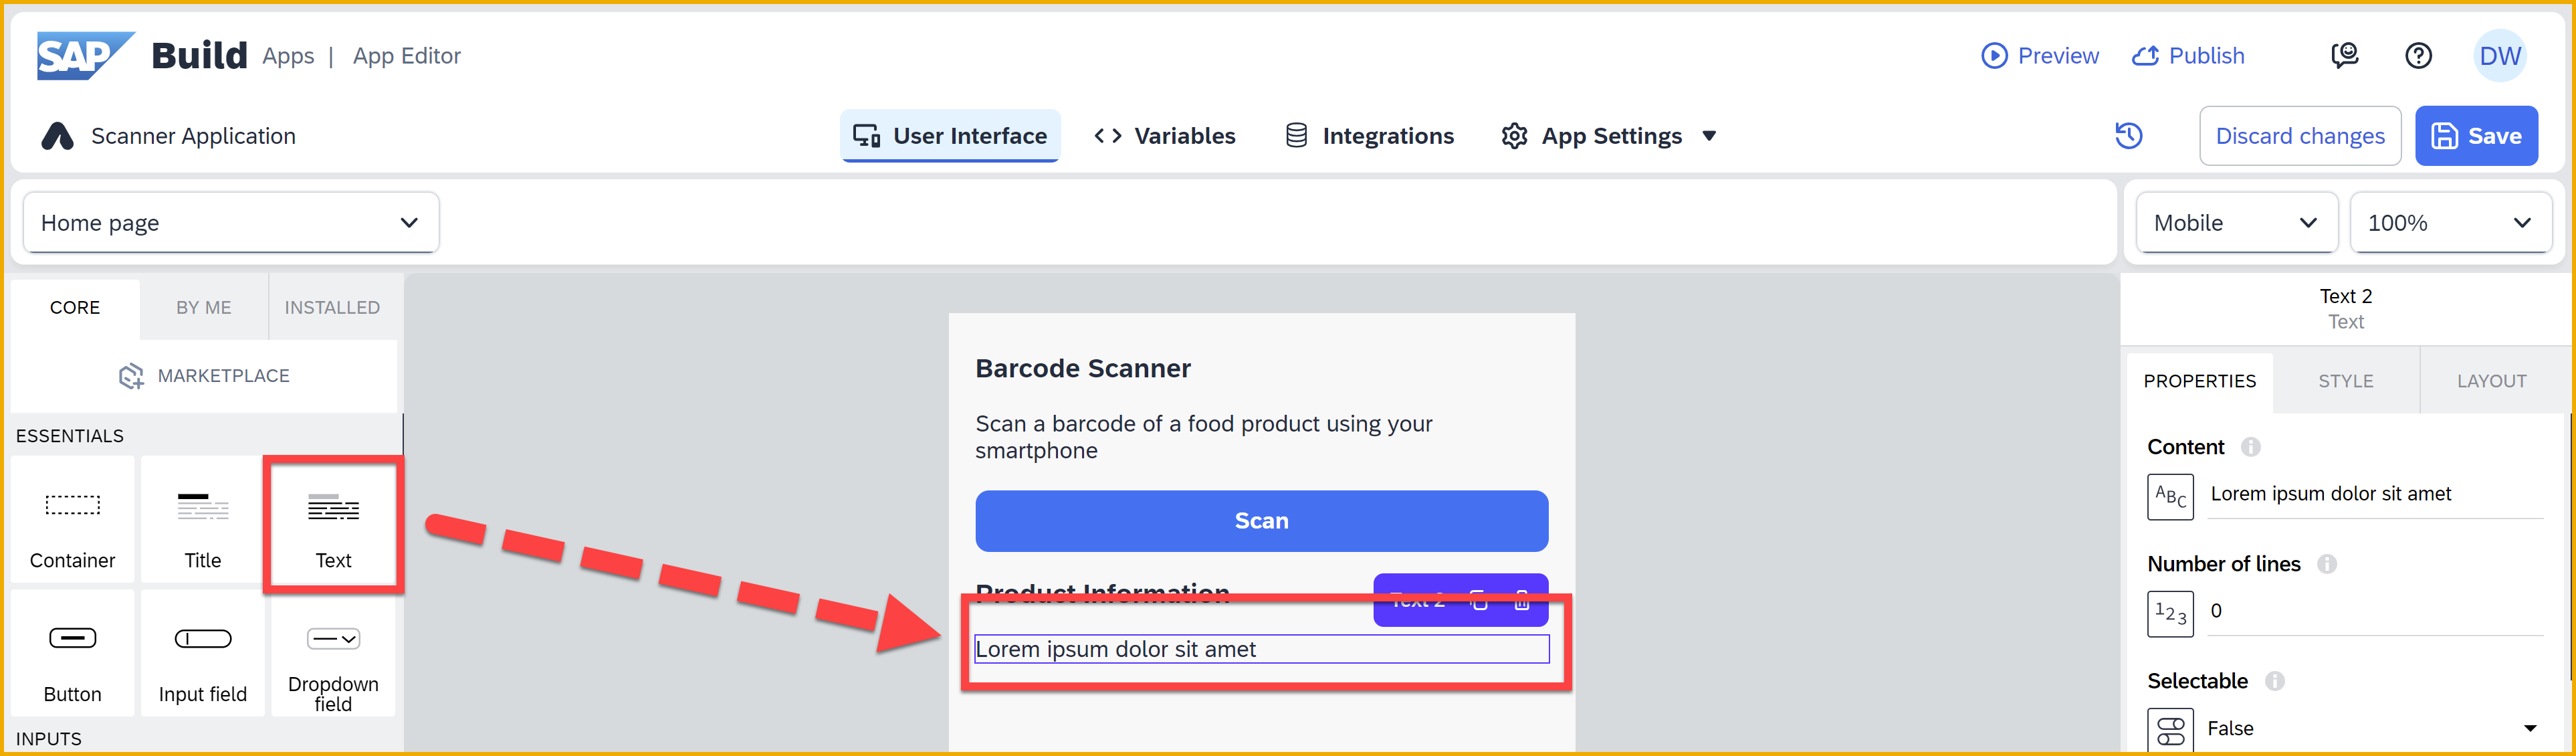 SAP Build Apps | App Editor
Preview Publish DW
Scanner Application
User Interface Variables Integrations App Settings
Discard changes Save
Home page
Mobile 100%
CORE BY ME INSTALLED
MARKETPLACE
ESSENTIALS
Container Title Text
Button Input field Dropdown
field
INPUTS
Barcode Scanner
Scan a barcode of a food product using your
smartphone
Scan
Product Information
Text 2
Lorem ipsum dolor sit amet
Text 2
Text
PROPERTIES STYLE LAYOUT
Content
ABC Lorem ipsum dolor sit amet
Number of lines
123 0
Selectable
False